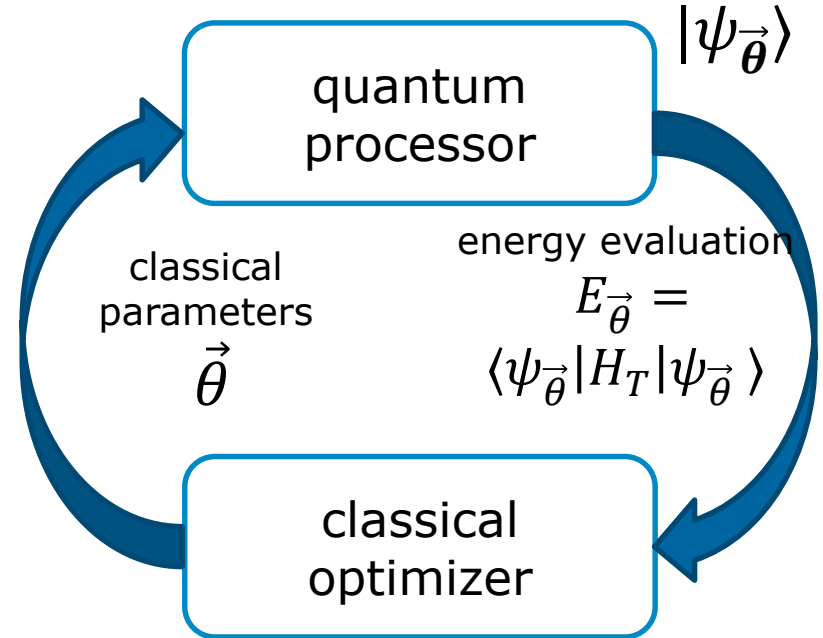 |ψ_θ⃗⟩
quantum
processor
energy evaluation
E_θ⃗ =
⟨ψ_θ⃗|H_T|ψ_θ⃗ ⟩
classical
parameters
θ⃗
classical
optimizer